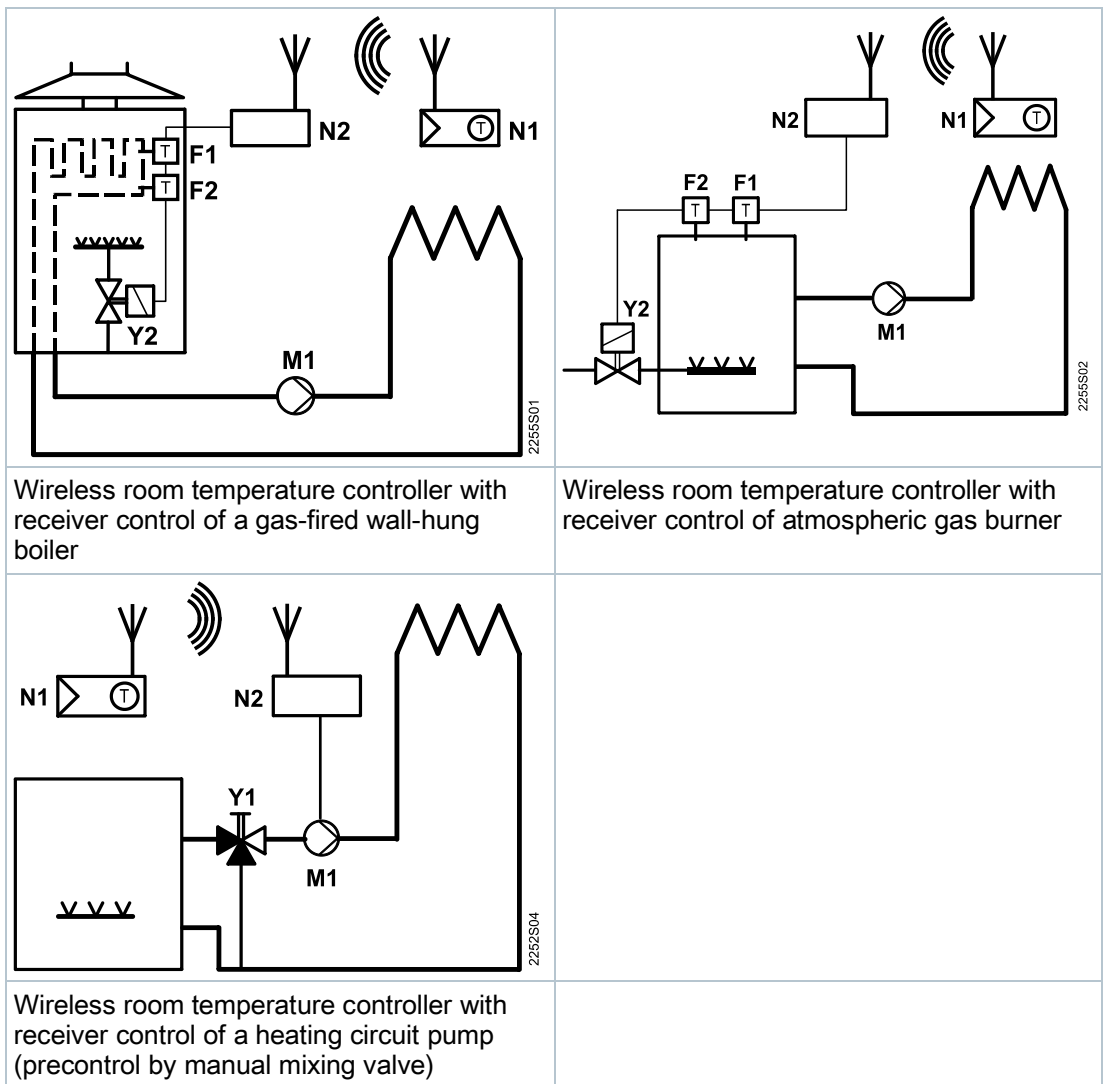 N2
N1
T
T
F1
T
F2
Y2
M1
2255S01
N2
N1
T
F2
F1
T
T
Y2
M1
2255S02
Wireless room temperature controller with
receiver control of a gas-fired wall-hung
boiler
Wireless room temperature controller with
receiver control of atmospheric gas burner
N1
T
N2
Y1
M1
2252S04
Wireless room temperature controller with
receiver control of a heating circuit pump
(precontrol by manual mixing valve)